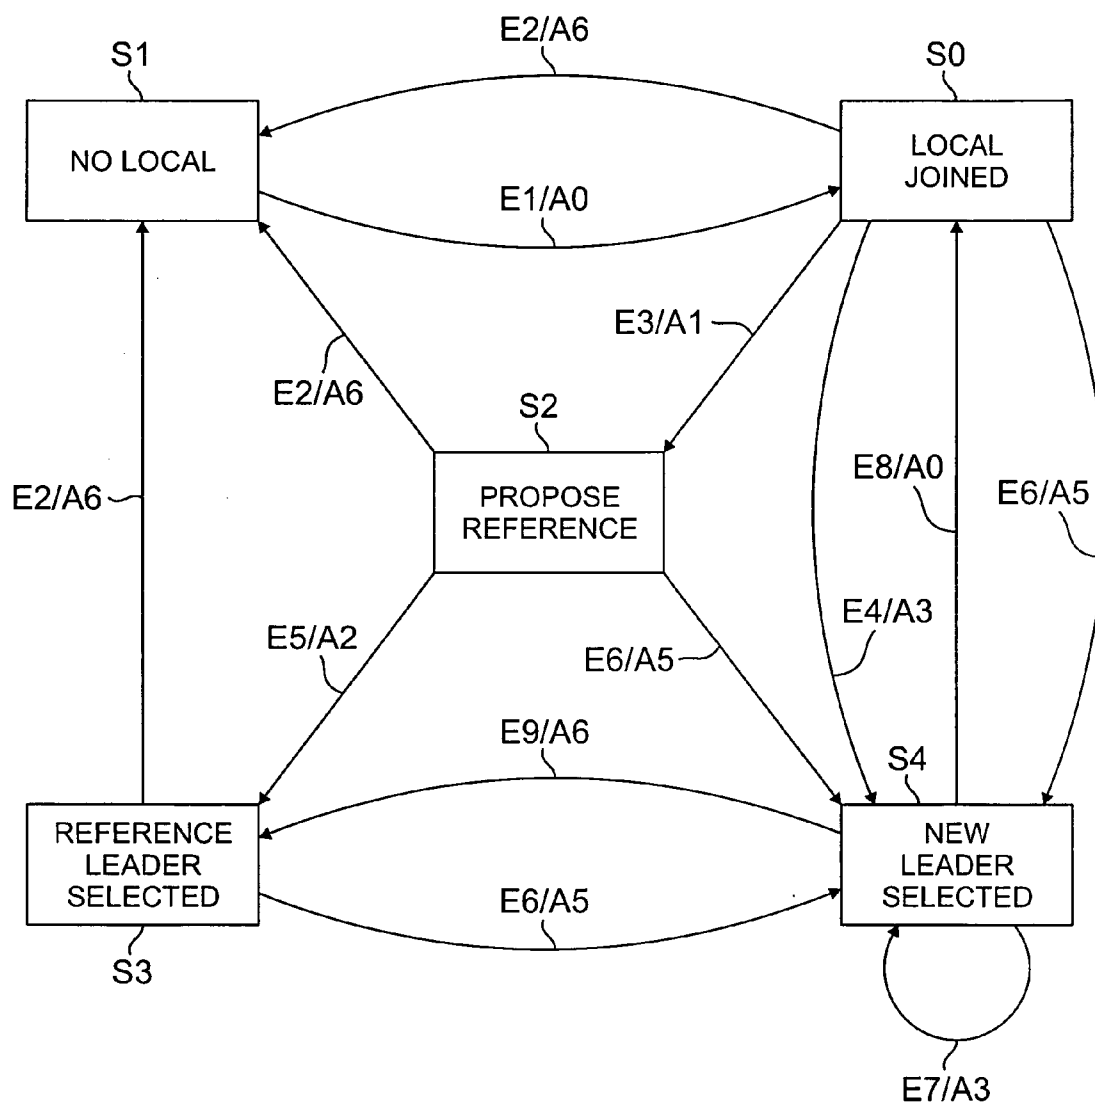 E2/A6
S1
S0
NO LOCAL
LOCAL
JOINED
E1/A0
E3/A1
E2/A6
S2
E8/A0
E2/A6
E6/A5
PROPOSE
REFERENCE
E4/A3
E5/A2
E6/A5
E9/A6
S4
REFERENCE
LEADER
SELECTED
NEW
LEADER
SELECTED
E6/A5
S3
E7/A3